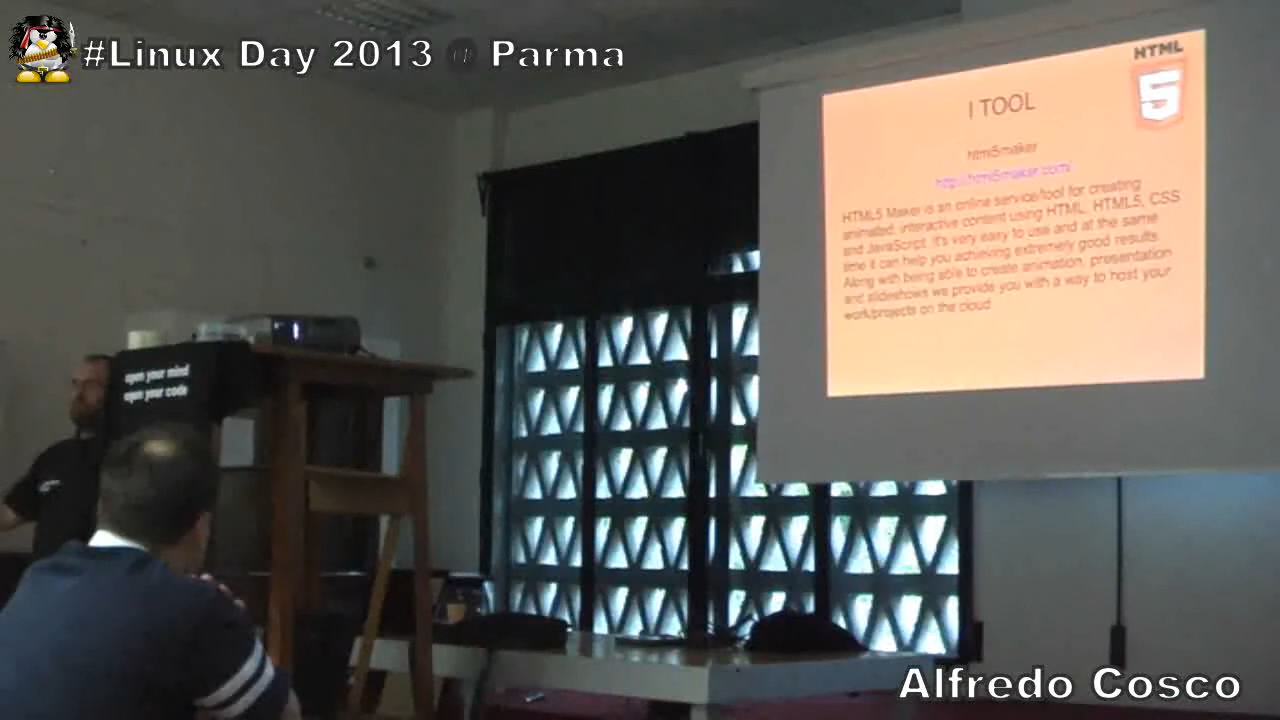 #Linux Day 2013 @ Parma
HTML
5
I TOOL
html5maker
http://html5maker.com/
HTML5 Maker is an online service/tool for creating
animated, interactive content using HTML, HTML5, CSS
and JavaScript. It's very easy to use and at the same
time it can help you achieving extremely good results.
Along with being able to create animation, presentation
and slideshows we provide you with a way to host your
work/projects on the cloud
open your mind
open your code
Alfredo Cosco